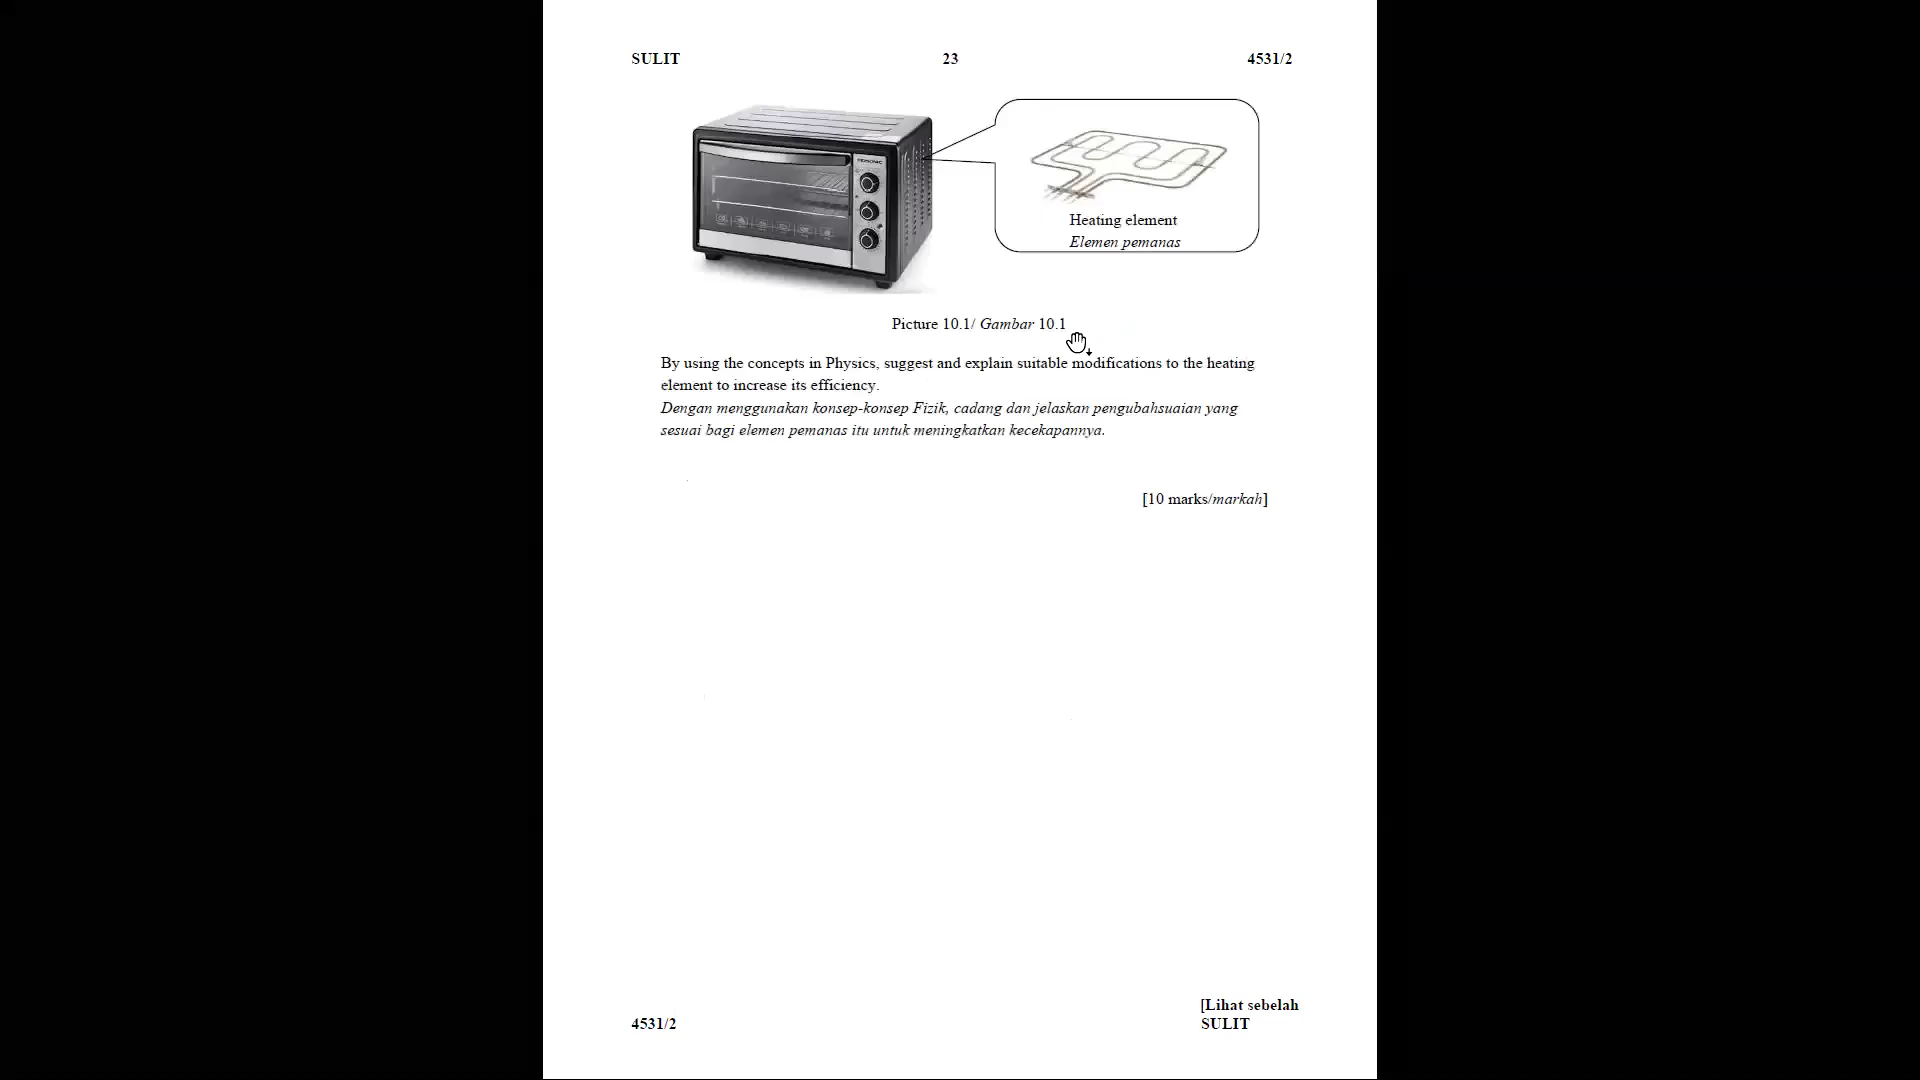 SULIT 23 4531/2
Heating element
Elemen pemanas
Picture 10.1/ Gambar 10.1
By using the concepts in Physics, suggest and explain suitable modifications to the heating
element to increase its efficiency.
Dengan menggunakan konsep-konsep Fizik, cadang dan jelaskan pengubahsuaian yang
sesuai bagi elemen pemanas itu untuk meningkatkan kecekapannya.
[10 marks/markah]
[Lihat sebelah
4531/2 SULIT